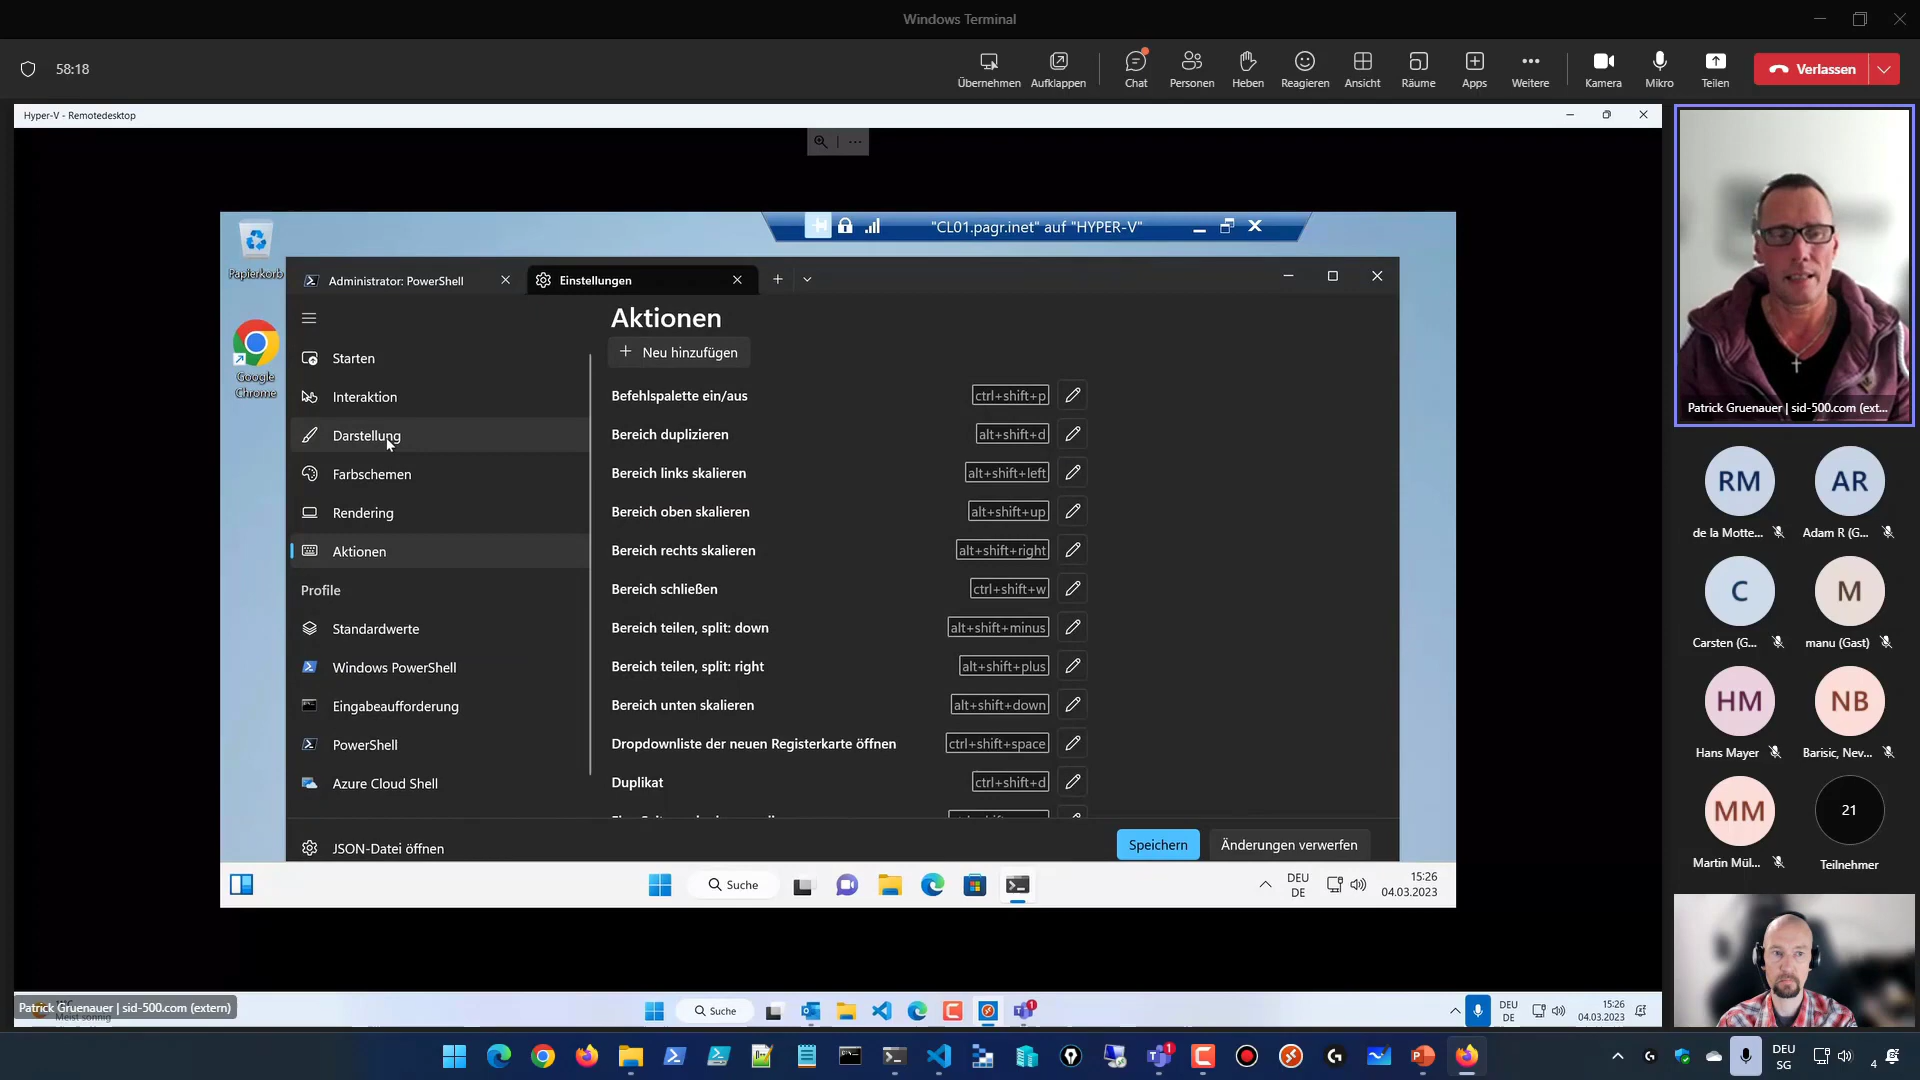 Windows Terminal
58:18
Übernehmen
Aufklappen
Chat
Personen
Heben
Reagieren
Ansicht
Räume
Apps
Weitere
Kamera
Mikro
Teilen
Verlassen
Hyper-V - Remotedesktop
"CL01.pagr.inet" auf "HYPER-V"
Papierkorb
Google
Chrome
Administrator: PowerShell
Einstellungen
Starten
Interaktion
Darstellung
Farbschemen
Rendering
Aktionen
Profile
Standardwerte
Windows PowerShell
Eingabeaufforderung
PowerShell
Azure Cloud Shell
JSON-Datei öffnen
Aktionen
Neu hinzufügen
Befehlspalette ein/aus ctrl+shift+p
Bereich duplizieren alt+shift+d
Bereich links skalieren alt+shift+left
Bereich oben skalieren alt+shift+up
Bereich rechts skalieren alt+shift+right
Bereich schließen ctrl+shift+w
Bereich teilen, split: down alt+shift+minus
Bereich teilen, split: right alt+shift+plus
Bereich unten skalieren alt+shift+down
Dropdownliste der neuen Registerkarte öffnen ctrl+shift+space
Duplikat ctrl+shift+d
Speichern
Änderungen verwerfen
Suche
DEU
DE
15:26
04.03.2023
Patrick Gruenauer | sid-500.com (ext...
RM
de la Motte...
AR
Adam R (G...
C
Carsten (G...
M
manu (Gast)
HM
Hans Mayer
NB
Barisic, Nev...
MM
Martin Mül...
21
Teilnehmer
Patrick Gruenauer | sid-500.com (extern)
Meist sonnig
Suche
1
DEU
DE
15:26
04.03.2023
1
DEU
SG
4